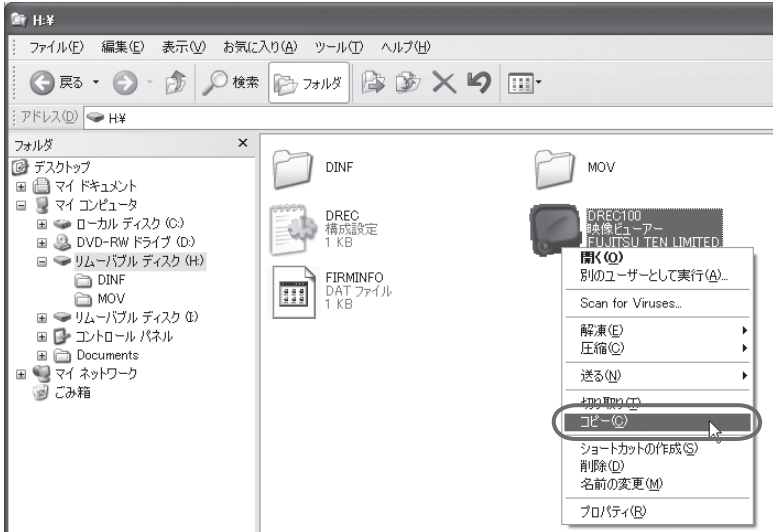 H:¥
ファイル(F) 編集(E) 表示(V) お気に入り(A) ツール(T) ヘルプ(H)
戻る 検索 フォルダ
アドレス(D) H:¥
フォルダ ×
デスクトップ
マイ ドキュメント
マイ コンピュータ
ローカル ディスク (C:)
DVD-RW ドライブ (D:)
リムーバブル ディスク (H:)
DINF
MOV
リムーバブル ディスク (I:)
コントロール パネル
Documents
マイ ネットワーク
ごみ箱
DINF
MOV
DREC
構成設定
1 KB
DREC100
映像ビューアー
FUJITSU TEN LIMITED
FIRMINFO
DAT ファイル
1 KB
開く(O)
別のユーザーとして実行(A)...
Scan for Viruses...
解凍(E)
圧縮(C)
送る(N)
切り取り(T)
コピー(C)
ショートカットの作成(S)
削除(D)
名前の変更(M)
プロパティ(R)